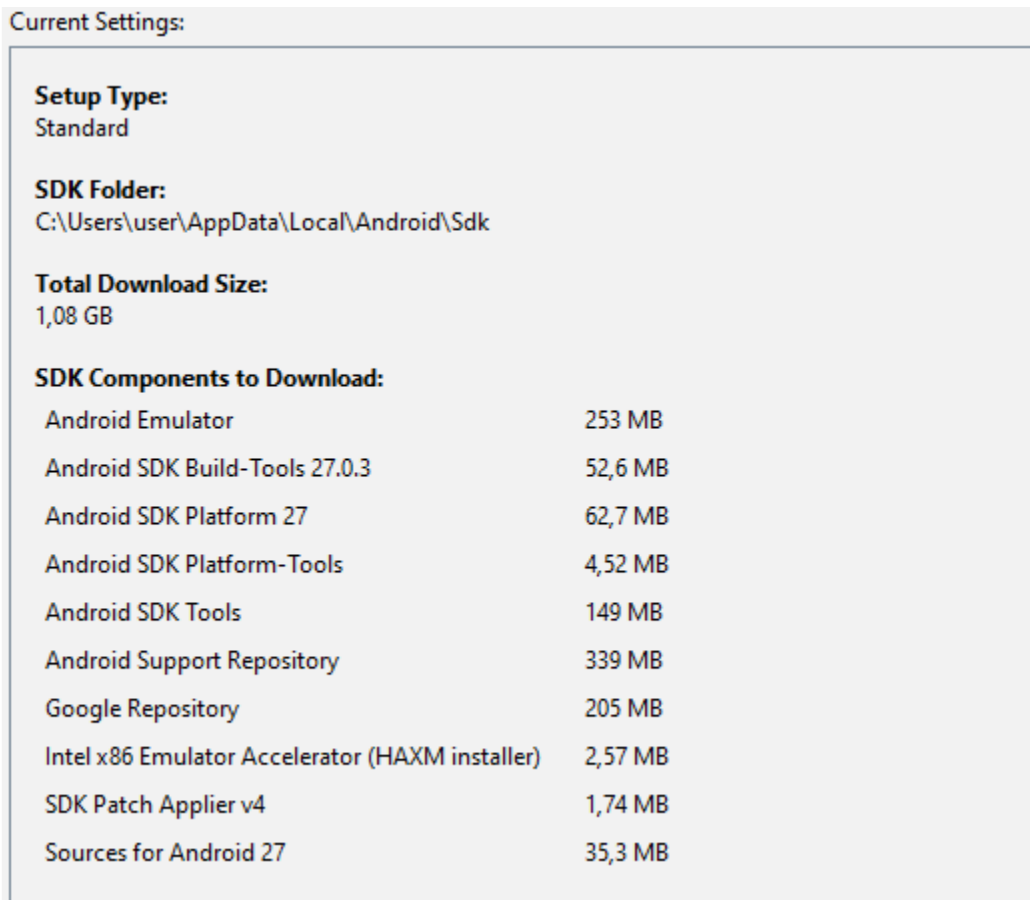 Current Settings:
Setup Type:
Standard
SDK Folder:
C:\Users\user\AppData\Local\Android\Sdk
Total Download Size:
1,08 GB
SDK Components to Download:
Android Emulator 253 MB
Android SDK Build-Tools 27.0.3 52,6 MB
Android SDK Platform 27 62,7 MB
Android SDK Platform-Tools 4,52 MB
Android SDK Tools 149 MB
Android Support Repository 339 MB
Google Repository 205 MB
Intel x86 Emulator Accelerator (HAXM installer) 2,57 MB
SDK Patch Applier v4 1,74 MB
Sources for Android 27 35,3 MB